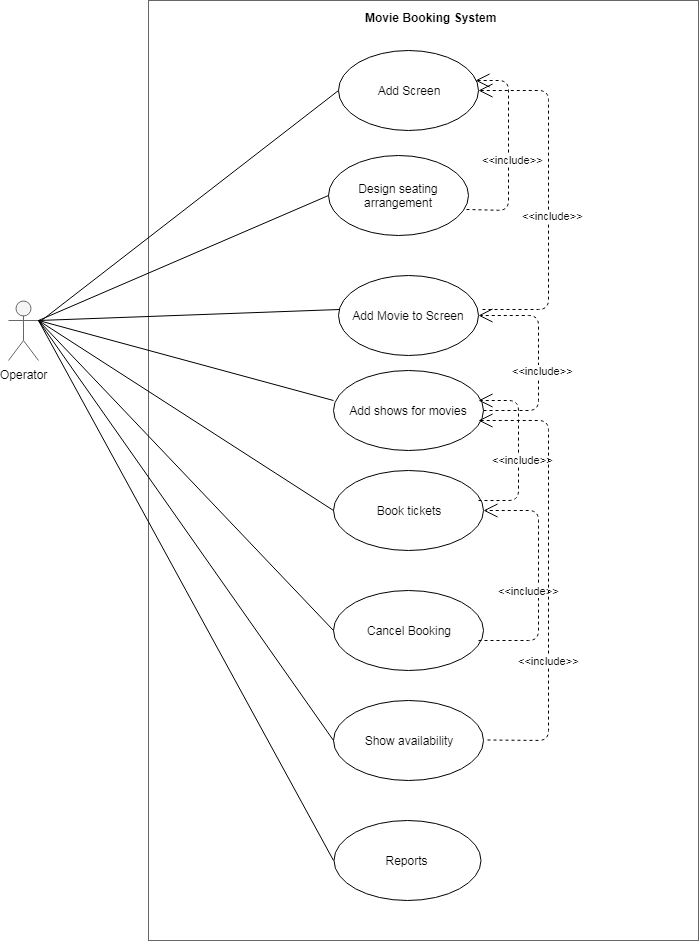 Movie Booking System
Add Screen
<<include>>
Design seating
arrangement
<<include>>
Add Movie to Screen
Operator
<<include>>
Add shows for movies
<<include>>
Book tickets
<<include>>
Cancel Booking
<<include>>
Show availability
Reports